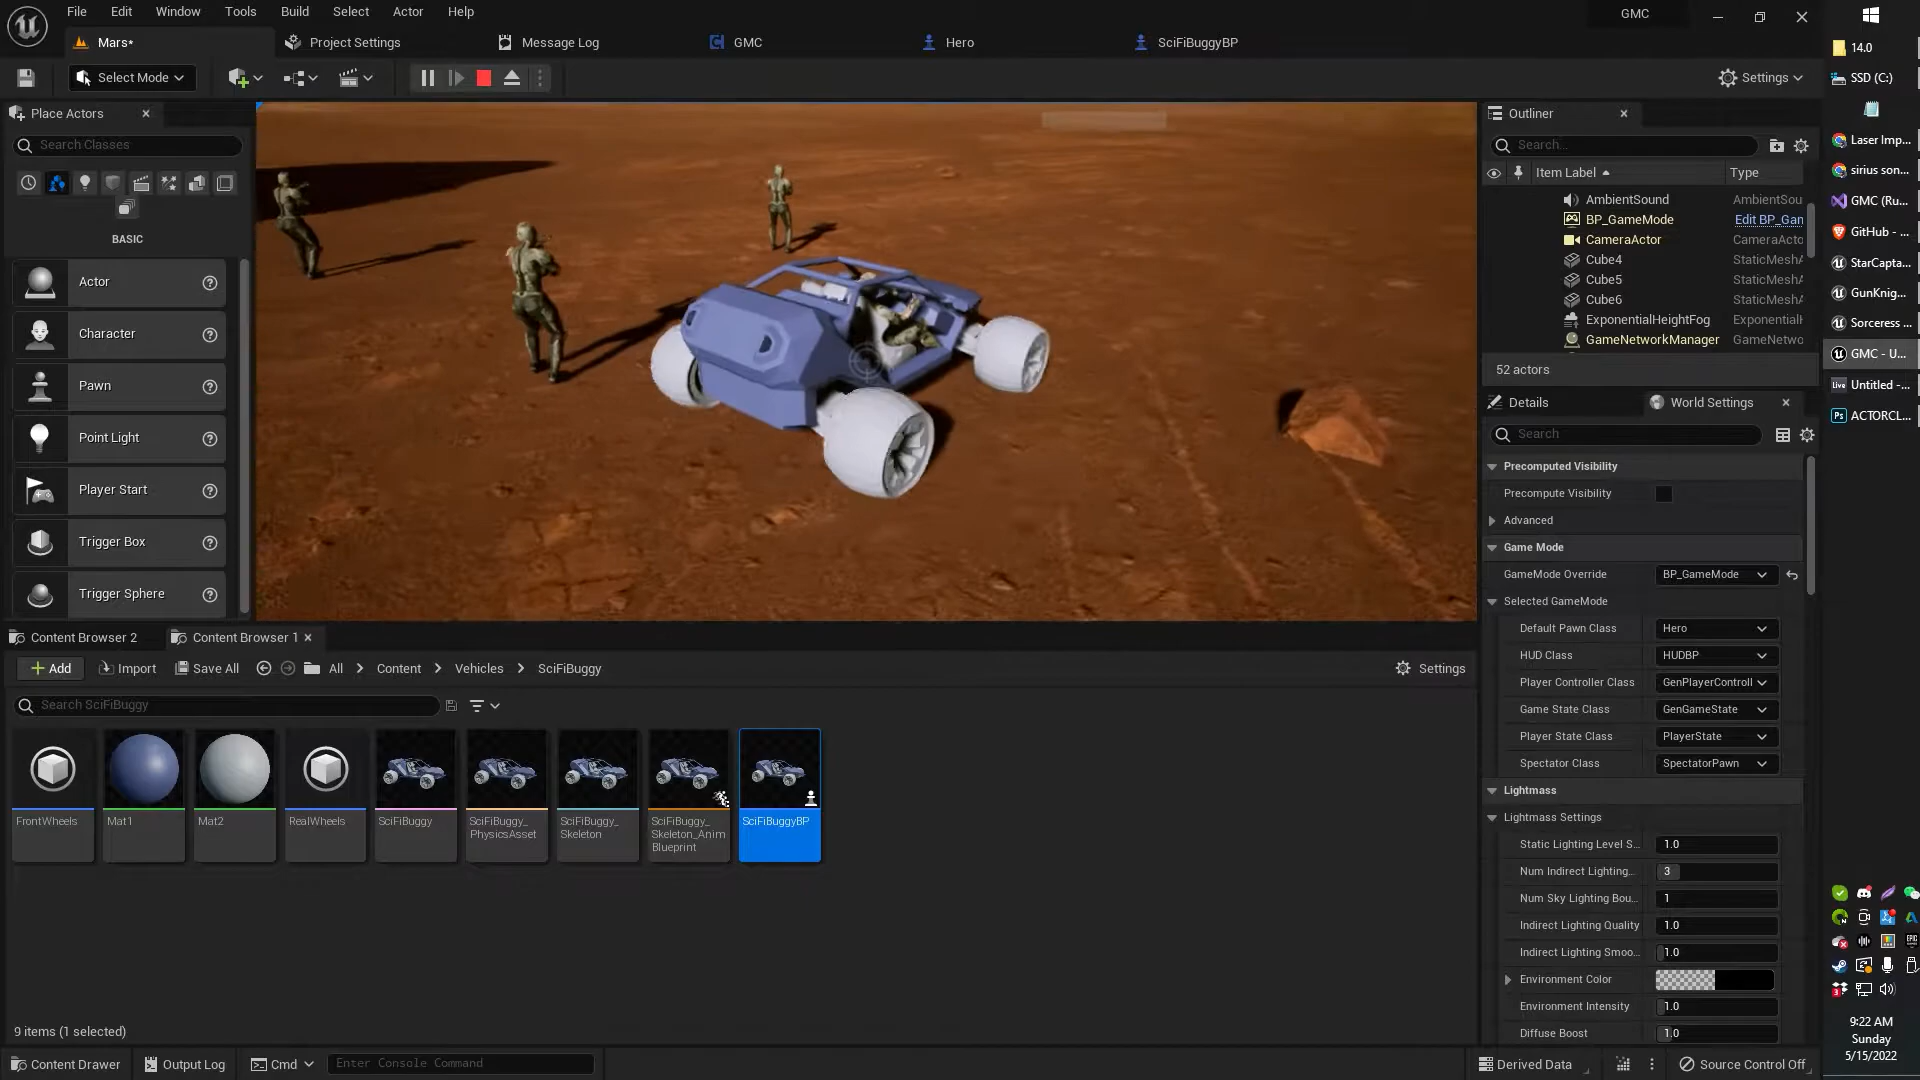 File Edit Window Tools Build Select Actor Help
GMC
Mars*
Project Settings
Message Log
GMC
Hero
SciFiBuggyBP
Select Mode
Settings
Place Actors
Search Classes
BASIC
Actor
Character
Pawn
Point Light
Player Start
Trigger Box
Trigger Sphere
Outliner
Search...
Item Label Type
AmbientSound AmbientSou
BP_GameMode Edit BP_Gan
CameraActor CameraActo
Cube4 StaticMeshA
Cube5 StaticMeshA
Cube6 StaticMeshA
ExponentialHeightFog ExponentialH
GameNetworkManager GameNetwo
52 actors
Details
World Settings
Search
Precomputed Visibility
Precompute Visibility
Advanced
Game Mode
GameMode Override BP_GameMode
Selected GameMode
Default Pawn Class Hero
HUD Class HUDBP
Player Controller Class GenPlayerControll
Game State Class GenGameState
Player State Class PlayerState
Spectator Class SpectatorPawn
Lightmass
Lightmass Settings
Static Lighting Level S... 1.0
Num Indirect Lighting... 3
Num Sky Lighting Bou... 1
Indirect Lighting Quality 1.0
Indirect Lighting Smoo... 1.0
Environment Color
Environment Intensity 1.0
Diffuse Boost 1.0
Content Browser 2
Content Browser 1
Add Import Save All All Content Vehicles SciFiBuggy
Settings
Search SciFiBuggy
FrontWheels
Mat1
Mat2
RealWheels
SciFiBuggy
SciFiBuggy_
PhysicsAsset
SciFiBuggy_
Skeleton
SciFiBuggy_
Skeleton_Anim
Blueprint
SciFiBuggyBP
9 items (1 selected)
Content Drawer Output Log Cmd Enter Console Command
Derived Data Source Control Off
14.0
SSD (C:)
Laser Imp...
sirius son...
GMC (Ru...
GitHub - ...
StarCapta...
GunKnig...
Sorceress ...
GMC - U...
Live Untitled -...
Ps ACTORCL...
EPIC
9:22 AM
Sunday
5/15/2022